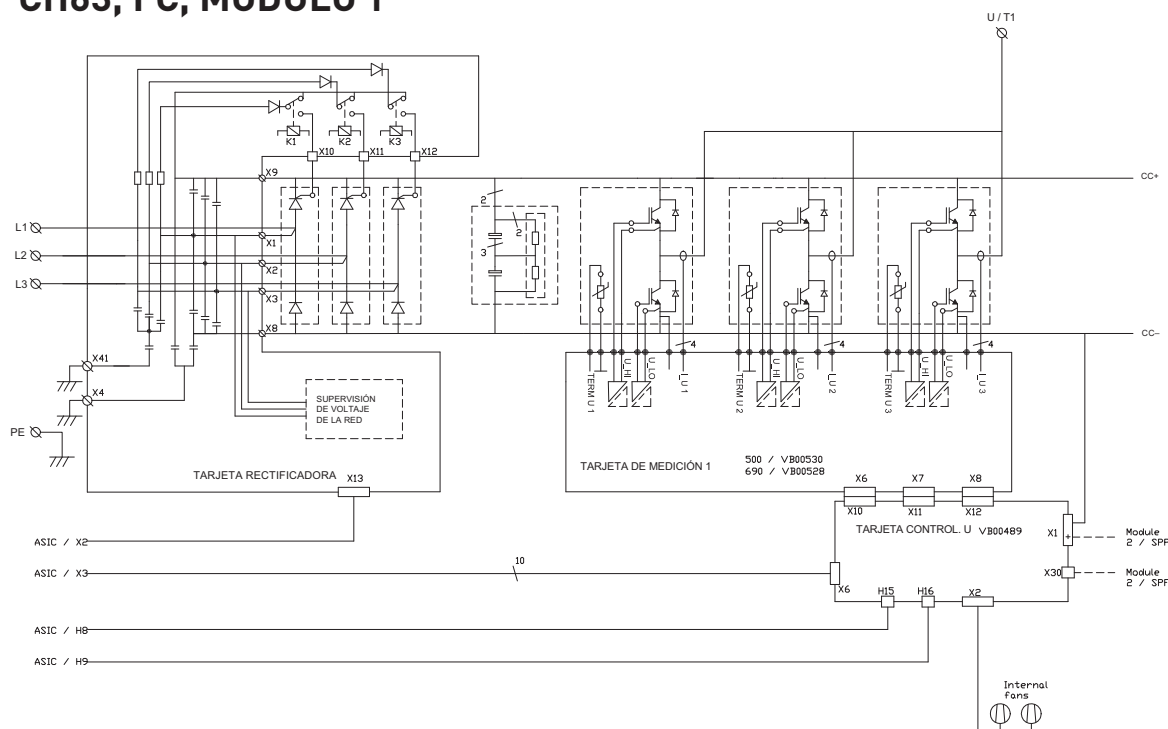 CH63, FC, MÓDULO 1
U / T1
K1
K2
K3
X10
X11
X12
X9
CC+
L1
X1
L2
X2
L3
X3
X8
2
2
3
CC–
4
4
4
X41
X4
PE
SUPERVISIÓN
DE VOLTAJE
DE LA RED
TERM U 1
U_HI
U_LO
I_U 1
TERM U 2
U_HI
U_LO
I_U 2
TERM U 3
U_HI
U_LO
I_U 3
TARJETA RECTIFICADORA
X13
TARJETA DE MEDICIÓN 1
500 / VB00530
690 / VB00528
X6
X7
X8
X10
X11
X12
TARJETA CONTROL. U VB00489
X1
+
Module
2 / SPF
ASIC / X2
ASIC / X3
10
X6
X30
Module
2 / SPF
H15
H16
X2
ASIC / H8
ASIC / H9
Internal
fans